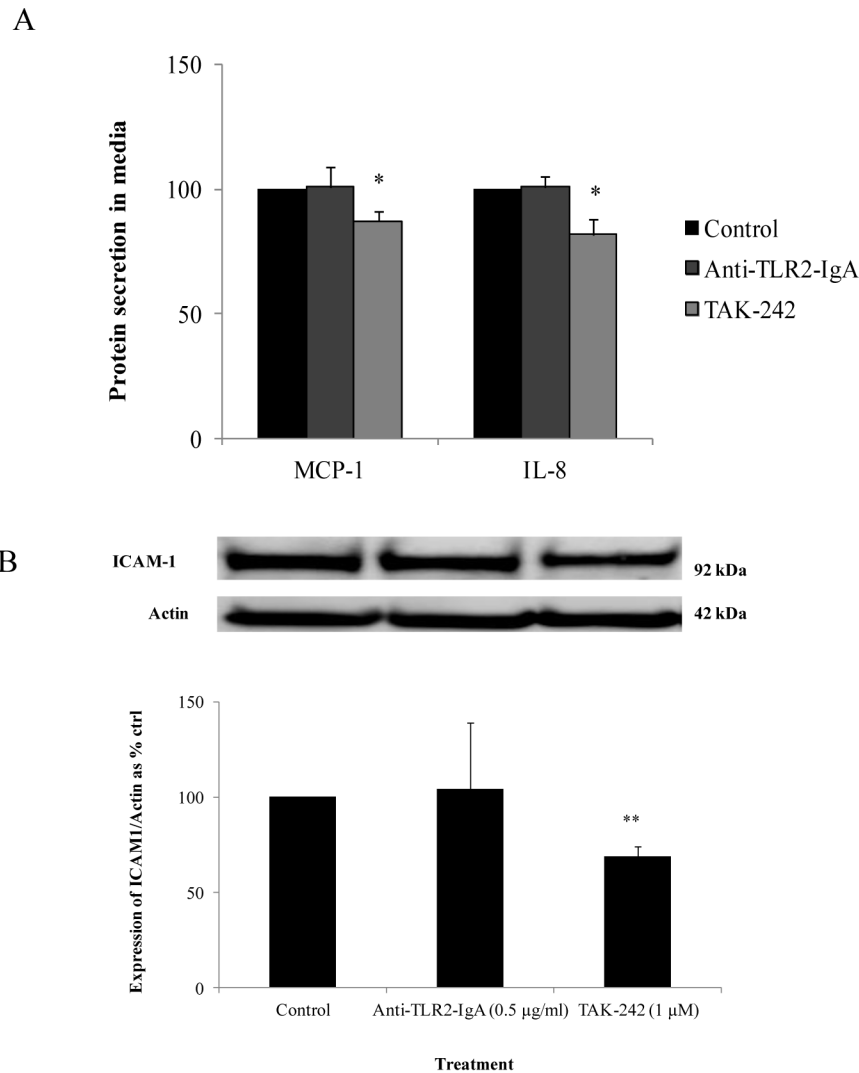 A
150
100
50
0
Protein secretion in media
*
*
MCP-1
IL-8
Control
Anti-TLR2-IgA
TAK-242
B
ICAM-1
92 kDa
Actin
42 kDa
150
100
50
0
Expression of ICAM1/Actin as % ctrl
**
Control
Anti-TLR2-IgA (0.5 µg/ml)
TAK-242 (1 µM)
Treatment